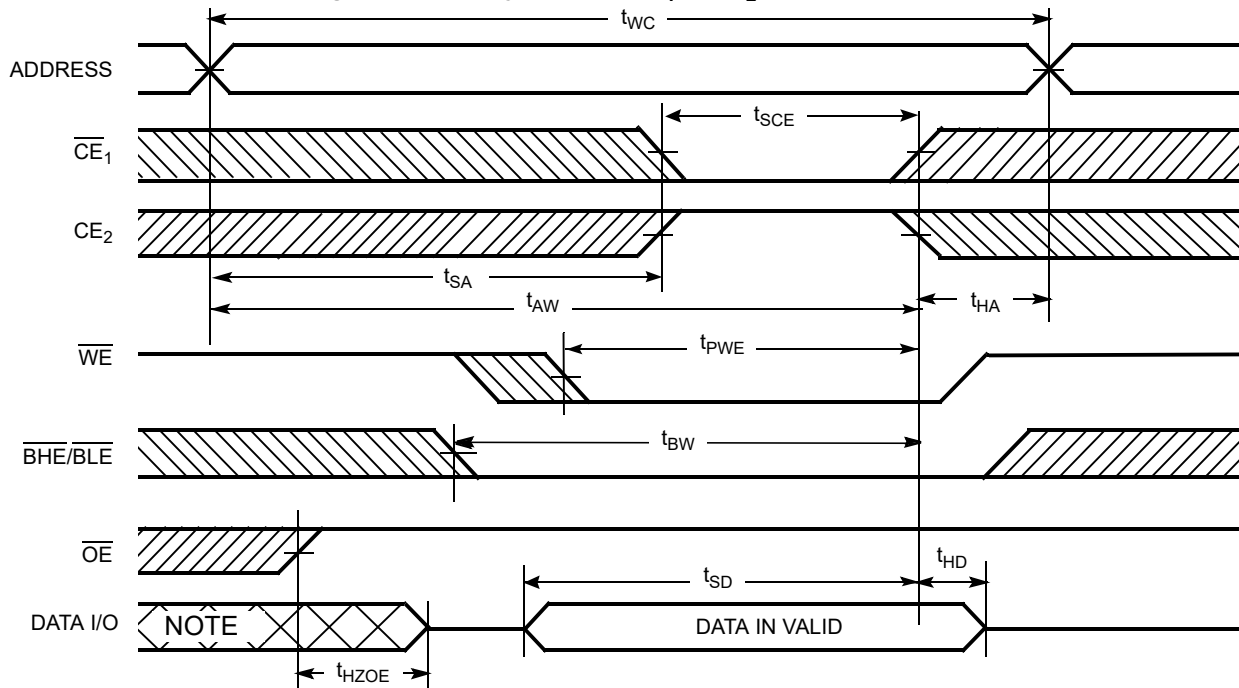 tWC
ADDRESS
tSCE
CE1
CE2
tSA
tAW
tHA
WE
tPWE
BHE/BLE
tBW
OE
tHD
tSD
DATA I/O
NOTE
DATA IN VALID
tHZOE